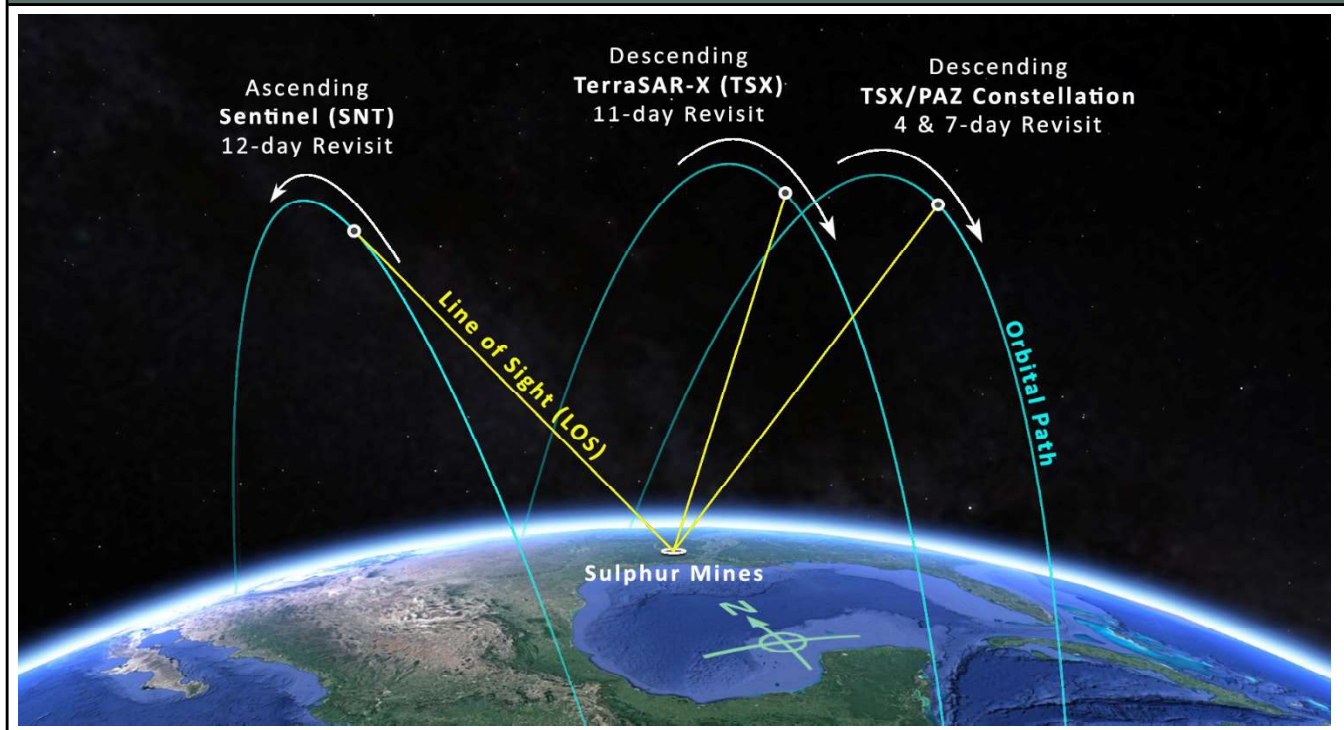 Ascending
Sentinel (SNT)
12-day Revisit
Descending
TerraSAR-X (TSX)
11-day Revisit
Descending
TSX/PAZ Constellation
4 & 7-day Revisit
Line of Sight (LOS)
Orbital Path
Sulphur Mines
N